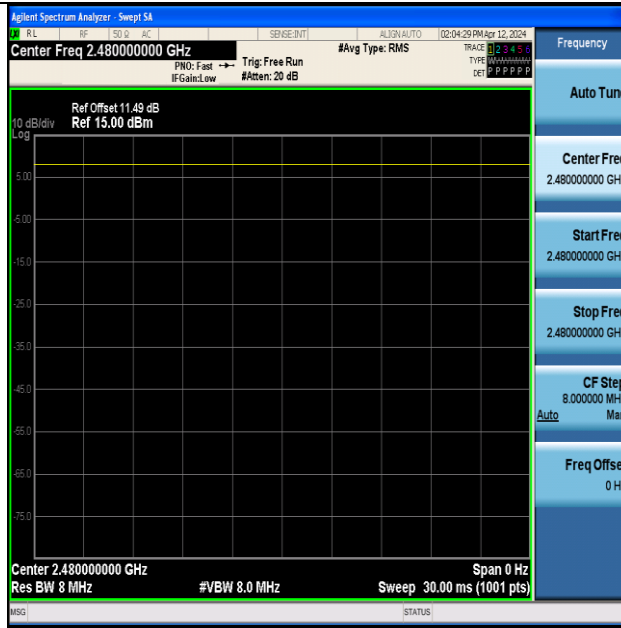 Agilent Spectrum Analyzer - Swept SA
RL RF 50 Ω AC SENSE:INT ALIGN AUTO 02:04:29 PM Apr 12, 2024
Center Freq 2.480000000 GHz
#Avg Type: RMS
TRACE 1 2 3 4 5 6
TYPE
DET P P P P P P
PNO: Fast
IFGain:Low
Trig: Free Run
#Atten: 20 dB
Ref Offset 11.49 dB
10 dB/div Ref 15.00 dBm
Log
5.00
-5.00
-15.0
-25.0
-35.0
-45.0
-55.0
-65.0
-75.0
Center 2.480000000 GHz Span 0 Hz
Res BW 8 MHz #VBW 8.0 MHz Sweep 30.00 ms (1001 pts)
MSG STATUS
Frequency
Auto Tun
Center Fre
2.480000000 GH
Start Fre
2.480000000 GH
Stop Fre
2.480000000 GH
CF Step
8.000000 MH
Auto Ma
Freq Offse
0 H